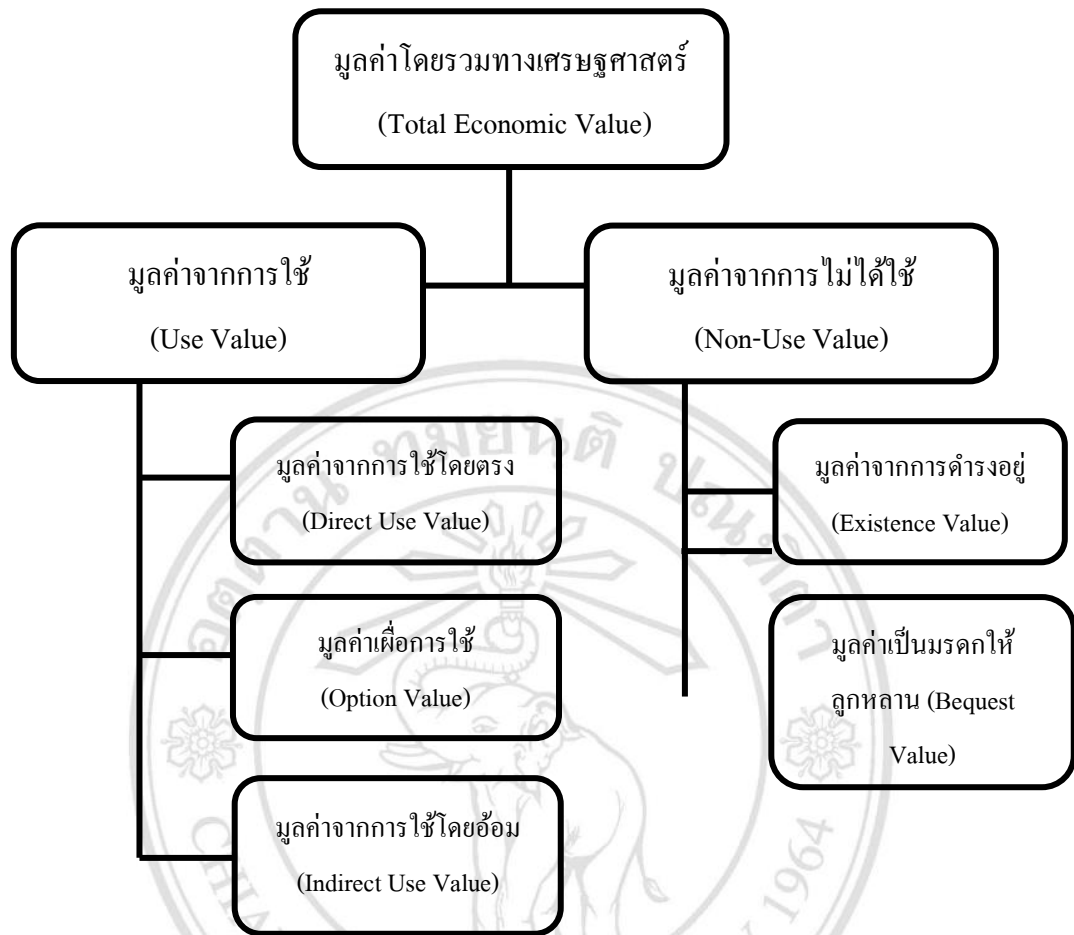 มูลค่าโดยรวมทางเศรษฐศาสตร์
(Total Economic Value)
มูลค่าจากการใช้
(Use Value)
มูลค่าจากการไม่ได้ใช้
(Non-Use Value)
มูลค่าจากการใช้โดยตรง
(Direct Use Value)
มูลค่าจากการดำรงอยู่
(Existence Value)
มูลค่าเผื่อการใช้
(Option Value)
มูลค่าเป็นมรดกให้
ลูกหลาน (Bequest
Value)
มูลค่าจากการใช้โดยอ้อม
(Indirect Use Value)
1964